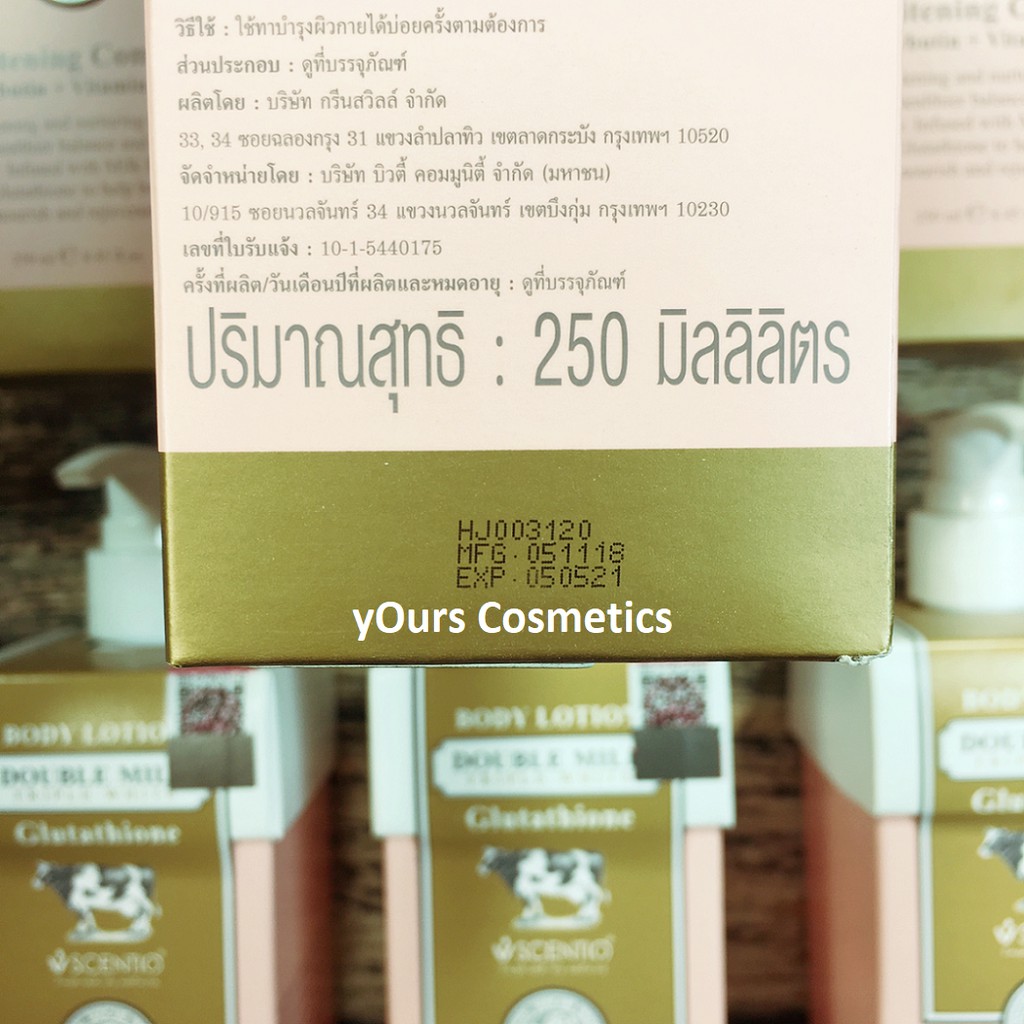 วิธีใช้ : ใช้ทาบำรุงผิวกายได้บ่อยครั้งตามต้องการ
ส่วนประกอบ : ดูที่บรรจุภัณฑ์
ผลิตโดย : บริษัท กรีนสวิลล์ จำกัด
33, 34 ซอยฉลองกรุง 31 แขวงลำปลาทิว เขตลาดกระบัง กรุงเทพฯ 10520
จัดจำหน่ายโดย : บริษัท บิวตี้ คอมมูนิตี้ จำกัด (มหาชน)
10/915 ซอยนวลจันทร์ 34 แขวงนวลจันทร์ เขตบึงกุ่ม กรุงเทพฯ 10230
เลขที่ใบรับแจ้ง : 10-1-5440175
ครั้งที่ผลิต/วันเดือนปีที่ผลิตและหมดอายุ : ดูที่บรรจุภัณฑ์
ปริมาณสุทธิ : 250 มิลลิลิตร
HJ003120
MFG. 051118
EXP. 050521
yOurs Cosmetics
BODY LOTIO
DOUBLE MIL
Glutathione
SCENTIO
BODY LOTIO
DOUBLE MIL
Glutathione
SCENTIO